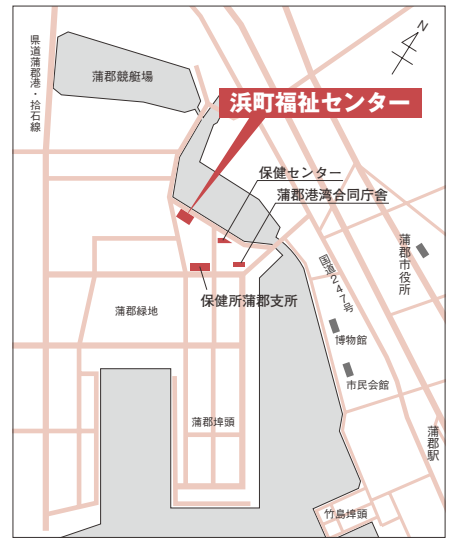 県道蒲郡港・拾石線
蒲郡競艇場
N
浜町福祉センター
保健センター
蒲郡港湾合同庁舎
国道247号
蒲郡市役所
保健所蒲郡支所
蒲郡緑地
博物館
市民会館
蒲郡埠頭
蒲郡駅
竹島埠頭